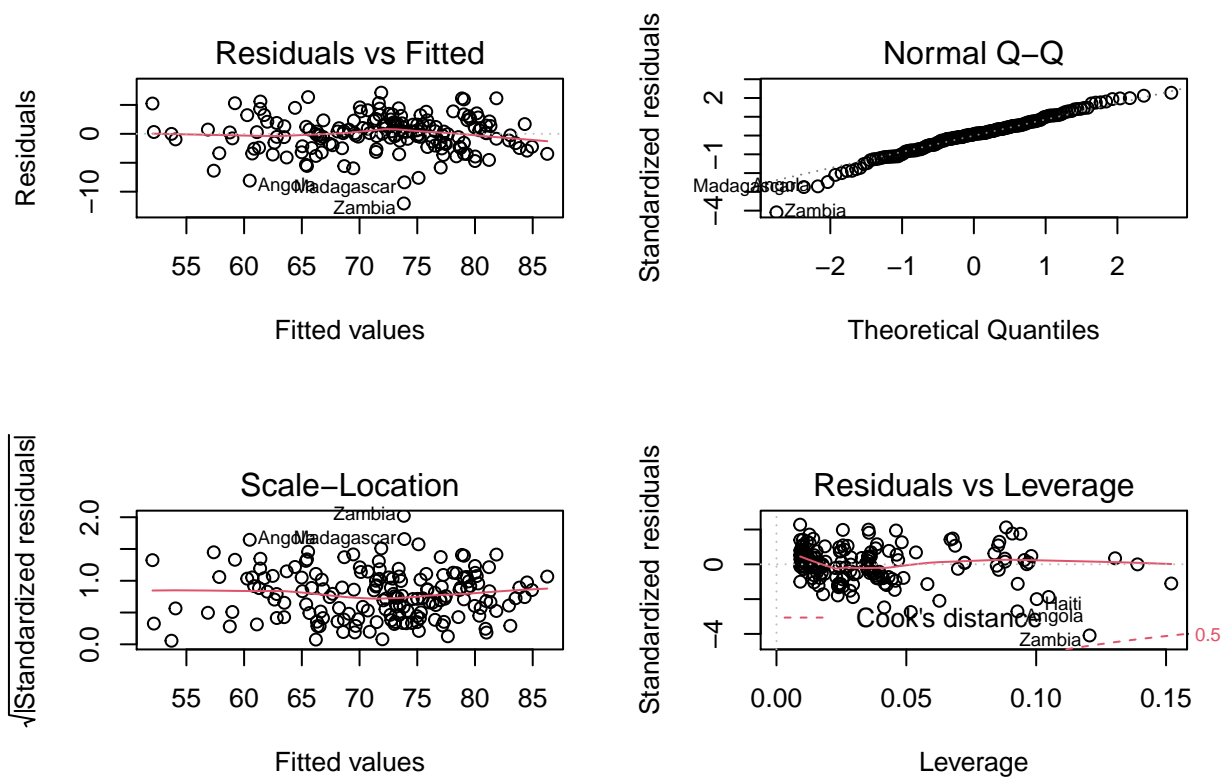 Residuals vs Fitted
Residuals
0
−10
Angola
Madagascar
Zambia
55 60 65 70 75 80 85
Fitted values
Normal Q−Q
Standardized residuals
2
−1
−4
Madagascar
Angola
Zambia
−2 −1 0 1 2
Theoretical Quantiles
Scale−Location
√|Standardized residuals|
2.0
1.0
0.0
Zambia
Angola
Madagascar
55 60 65 70 75 80 85
Fitted values
Residuals vs Leverage
Standardized residuals
0
−4
Haiti
Angola
Cook's distance
Zambia
0.5
0.00 0.05 0.10 0.15
Leverage